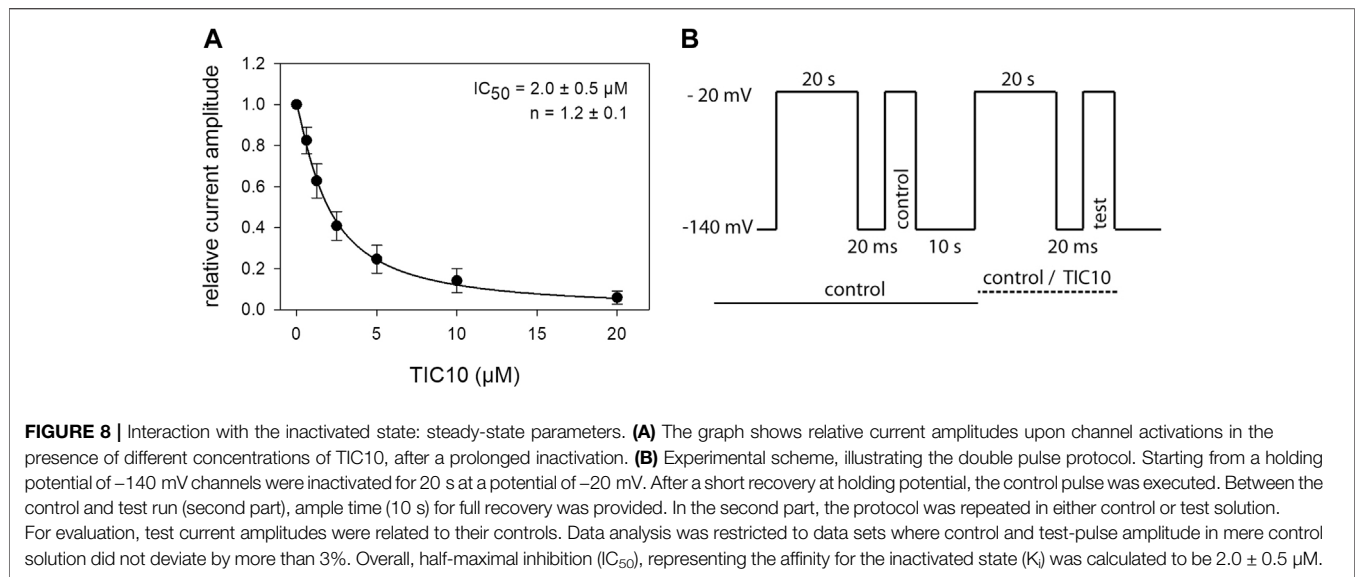 A
1.2
1.0
0.8
0.6
0.4
0.2
0.0
relative current amplitude
IC50 = 2.0 ± 0.5 µM
n = 1.2 ± 0.1
0
5
10
15
20
TIC10 (µM)
B
20 s
20 s
- 20 mV
control
test
-140 mV
20 ms
10 s
20 ms
control / TIC10
control
FIGURE 8 | Interaction with the inactivated state: steady-state parameters. (A) The graph shows relative current amplitudes upon channel activations in the
presence of different concentrations of TIC10, after a prolonged inactivation. (B) Experimental scheme, illustrating the double pulse protocol. Starting from a holding
potential of –140 mV channels were inactivated for 20 s at a potential of –20 mV. After a short recovery at holding potential, the control pulse was executed. Between the
control and test run (second part), ample time (10 s) for full recovery was provided. In the second part, the protocol was repeated in either control or test solution.
For evaluation, test current amplitudes were related to their controls. Data analysis was restricted to data sets where control and test-pulse amplitude in mere control
solution did not deviate by more than 3%. Overall, half-maximal inhibition (IC50), representing the affinity for the inactivated state (Ki) was calculated to be 2.0 ± 0.5 µM.